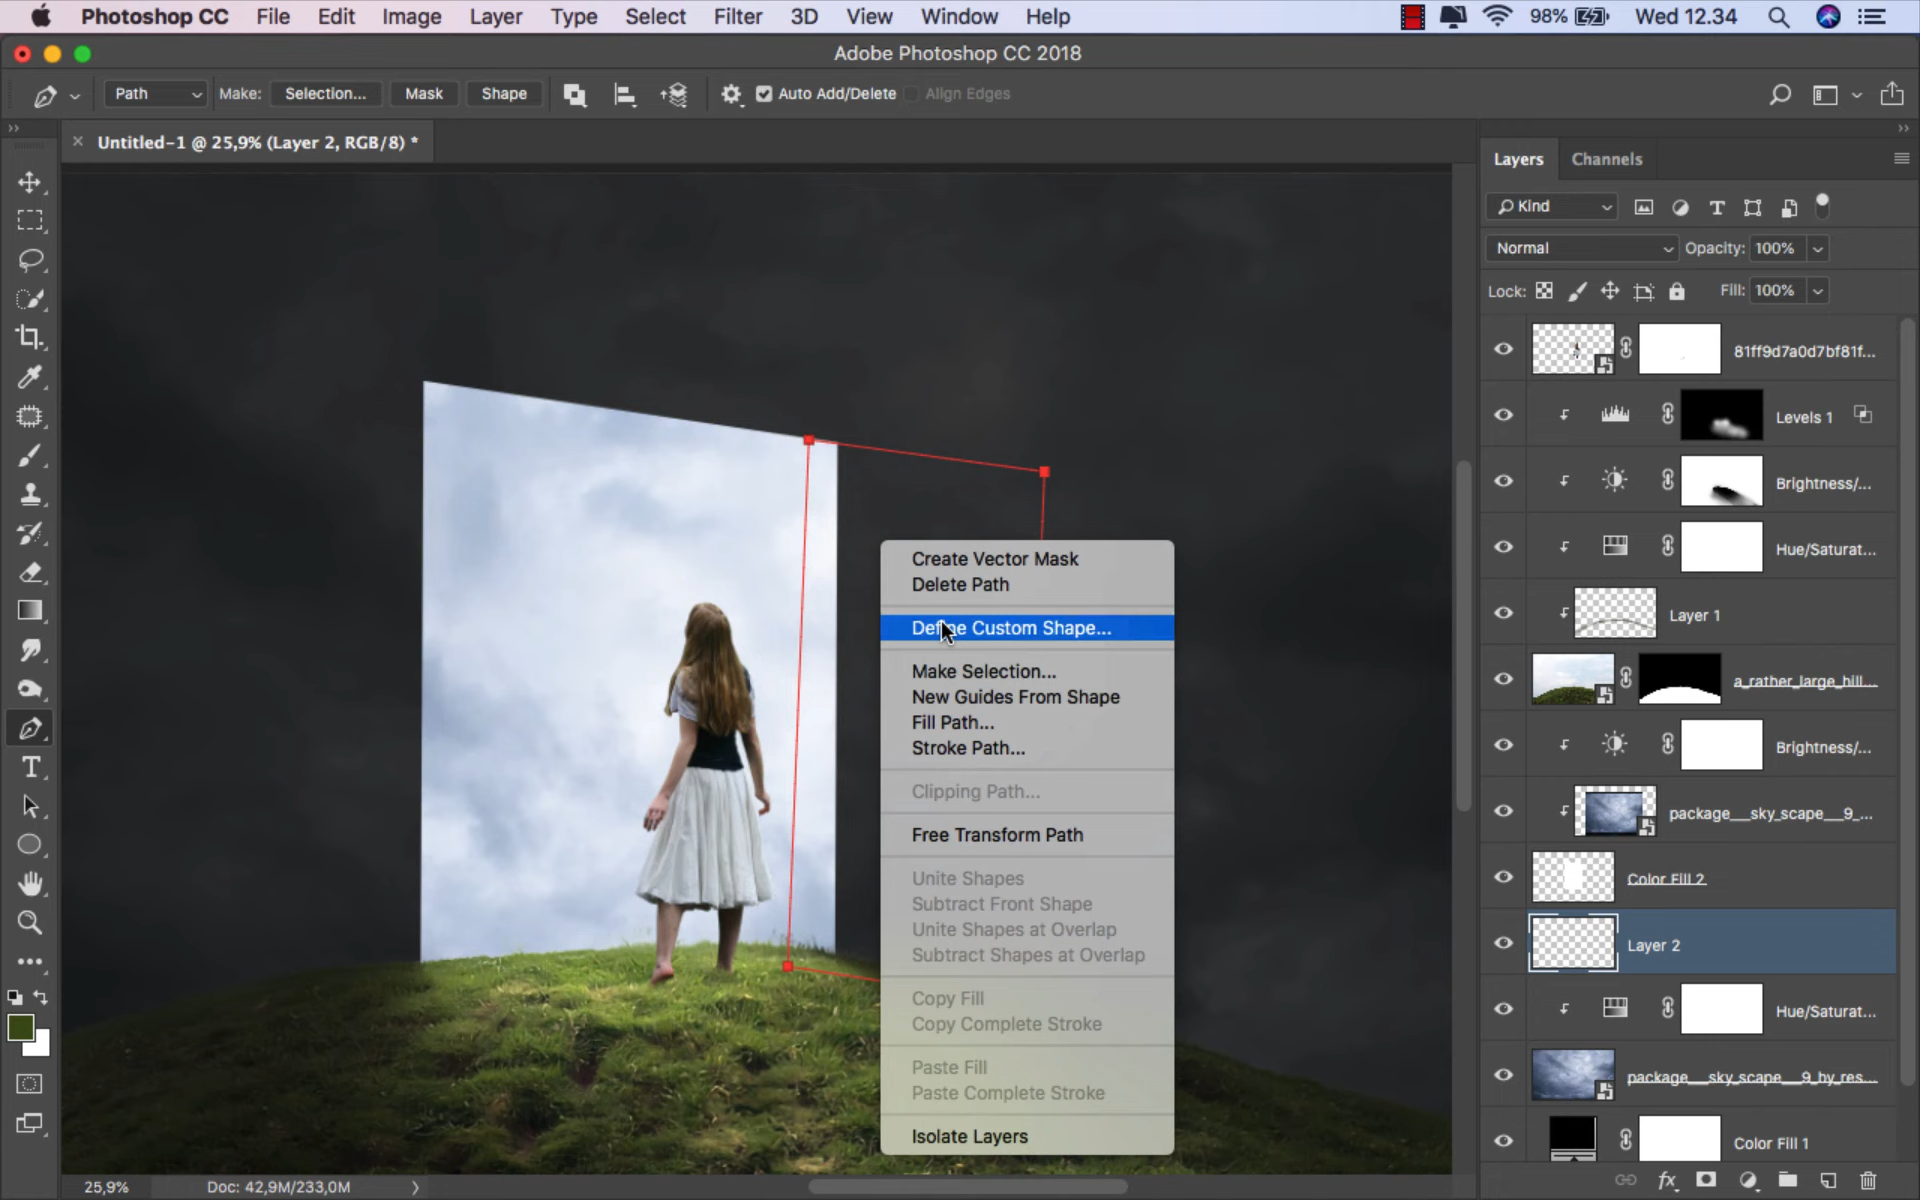 Photoshop CC File Edit Image Layer Type Select Filter 3D View Window Help 98% Wed 12.34
Adobe Photoshop CC 2018
Path Make: Selection... Mask Shape Auto Add/Delete Align Edges
Untitled-1 @ 25,9% (Layer 2, RGB/8) *
Layers Channels
Kind
Normal Opacity: 100%
Lock: Fill: 100%
81ff9d7a0d7bf81f...
Levels 1
Brightness/...
Hue/Saturat...
Layer 1
a_rather_large_hill...
Brightness/...
package__sky_scape__9_...
Color Fill 2
Layer 2
Hue/Saturat...
package__sky_scape__9_by_res...
Color Fill 1
Create Vector Mask
Delete Path
Define Custom Shape...
Make Selection...
New Guides From Shape
Fill Path...
Stroke Path...
Clipping Path...
Free Transform Path
Unite Shapes
Subtract Front Shape
Unite Shapes at Overlap
Subtract Shapes at Overlap
Copy Fill
Copy Complete Stroke
Paste Fill
Paste Complete Stroke
Isolate Layers
25,9% Doc: 42,9M/233,0M